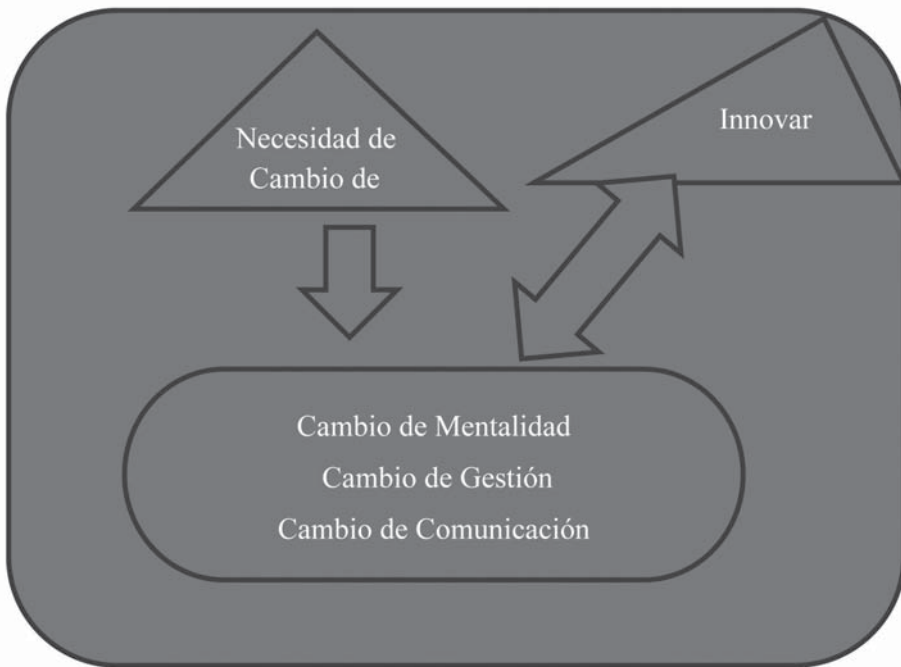 Necesidad de
Cambio de
Innovar
Cambio de Mentalidad
Cambio de Gestión
Cambio de Comunicación